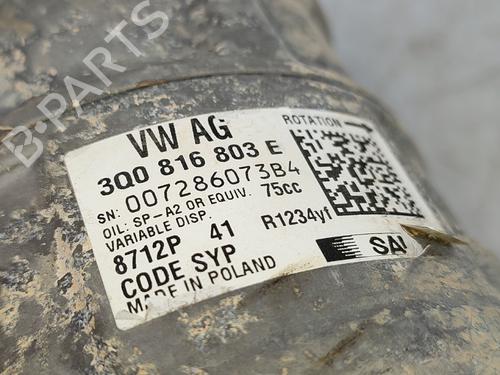 B-PARTS
VW AG
ROTATION
3Q0 816 803 E
SN: 007286073B4
OIL: SP-A2 OR EQUIV. 75cc
VARIABLE DISP.
8712P 41 R1234yf
CODE SYP
MADE IN POLAND